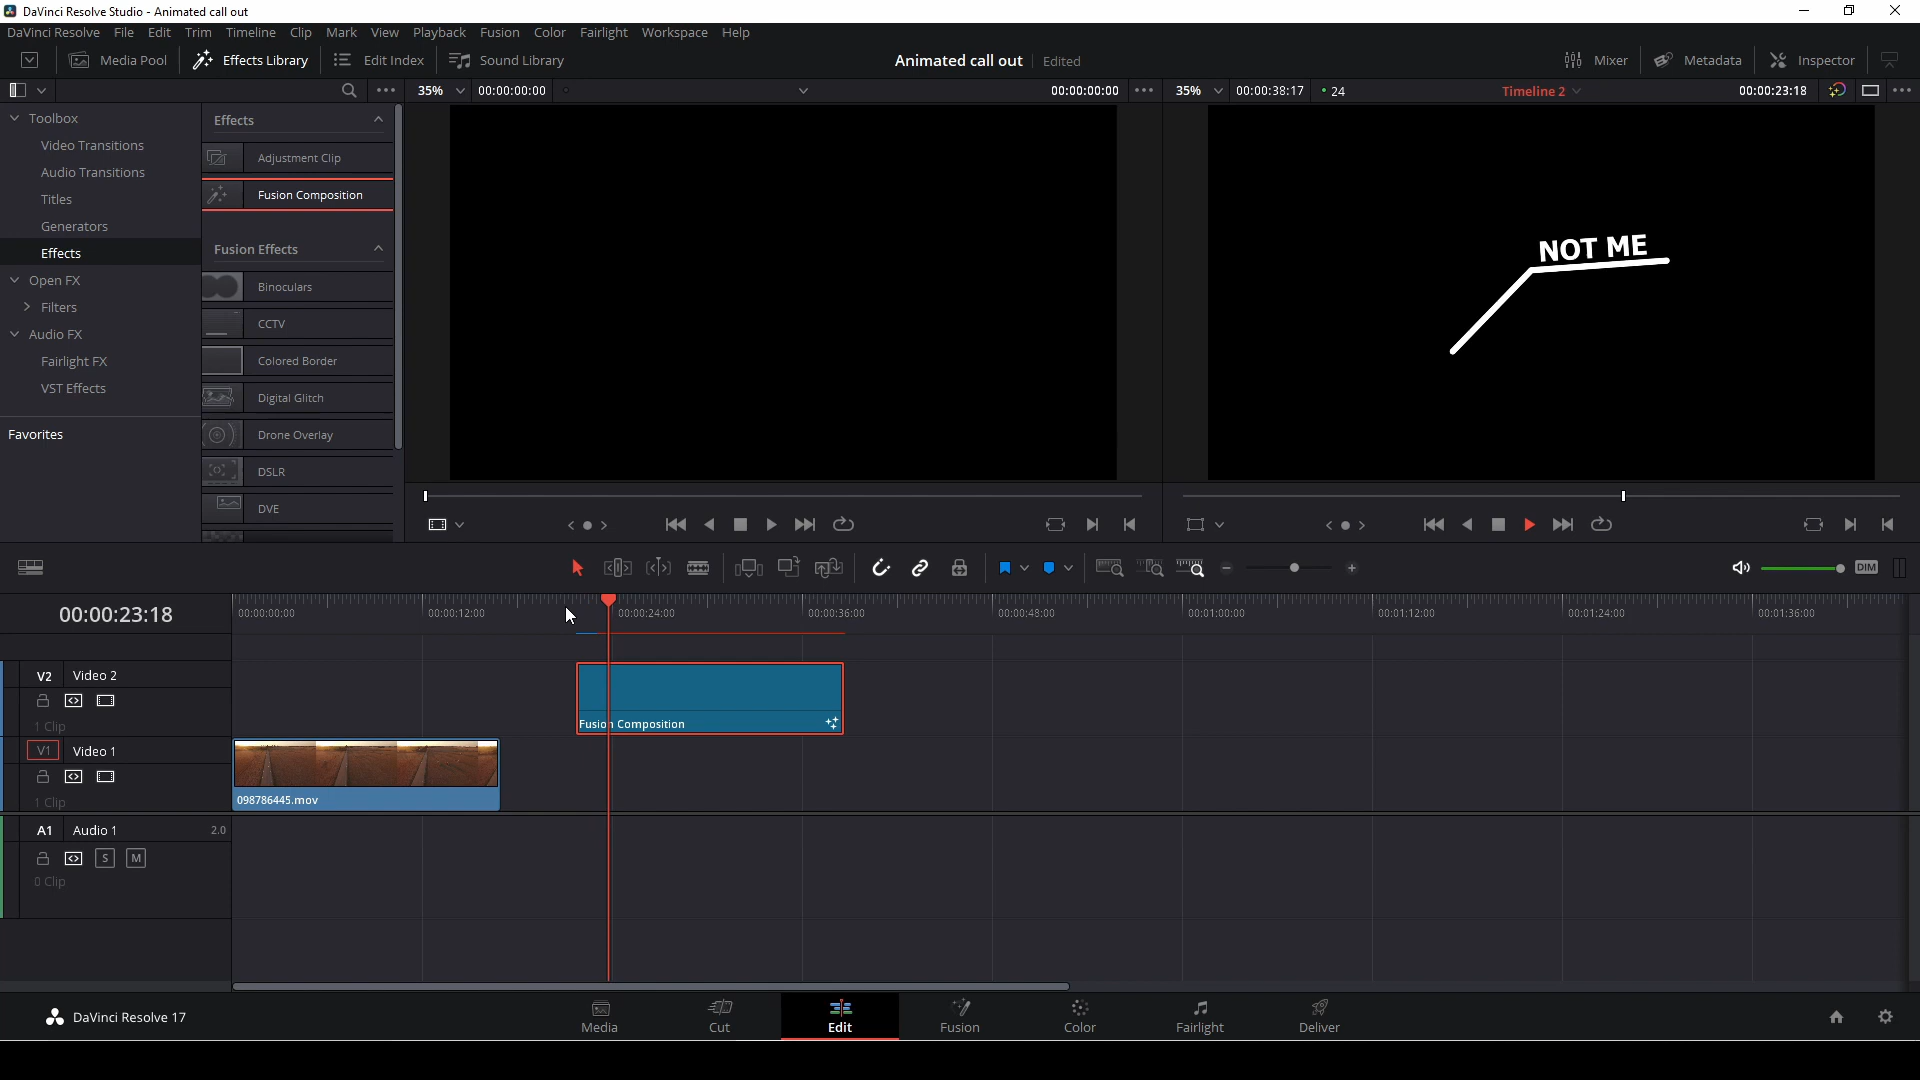 DaVinci Resolve Studio - Animated call out
DaVinci Resolve File Edit Trim Timeline Clip Mark View Playback Fusion Color Fairlight Workspace Help
Media Pool Effects Library Edit Index Sound Library Animated call out Edited Mixer Metadata Inspector
35% 00:00:00:00 00:00:00:00 35% 00:00:38:17 24 Timeline 2 00:00:23:18
Toolbox
Video Transitions
Audio Transitions
Titles
Generators
Effects
Open FX
Filters
Audio FX
Fairlight FX
VST Effects
Favorites
Effects
Adjustment Clip
Fusion Composition
Fusion Effects
Binoculars
CCTV
Colored Border
Digital Glitch
Drone Overlay
DSLR
DVE
NOT ME
DIM
00:00:23:18
00:00:00:00 00:00:12:00 00:00:24:00 00:00:36:00 00:00:48:00 00:01:00:00 00:01:12:00 00:01:24:00 00:01:36:00
V2 Video 2
1 Clip
Fusion Composition
V1 Video 1
1 Clip
098786445.mov
A1 Audio 1 2.0
S M
0 Clip
DaVinci Resolve 17
Media Cut Edit Fusion Color Fairlight Deliver